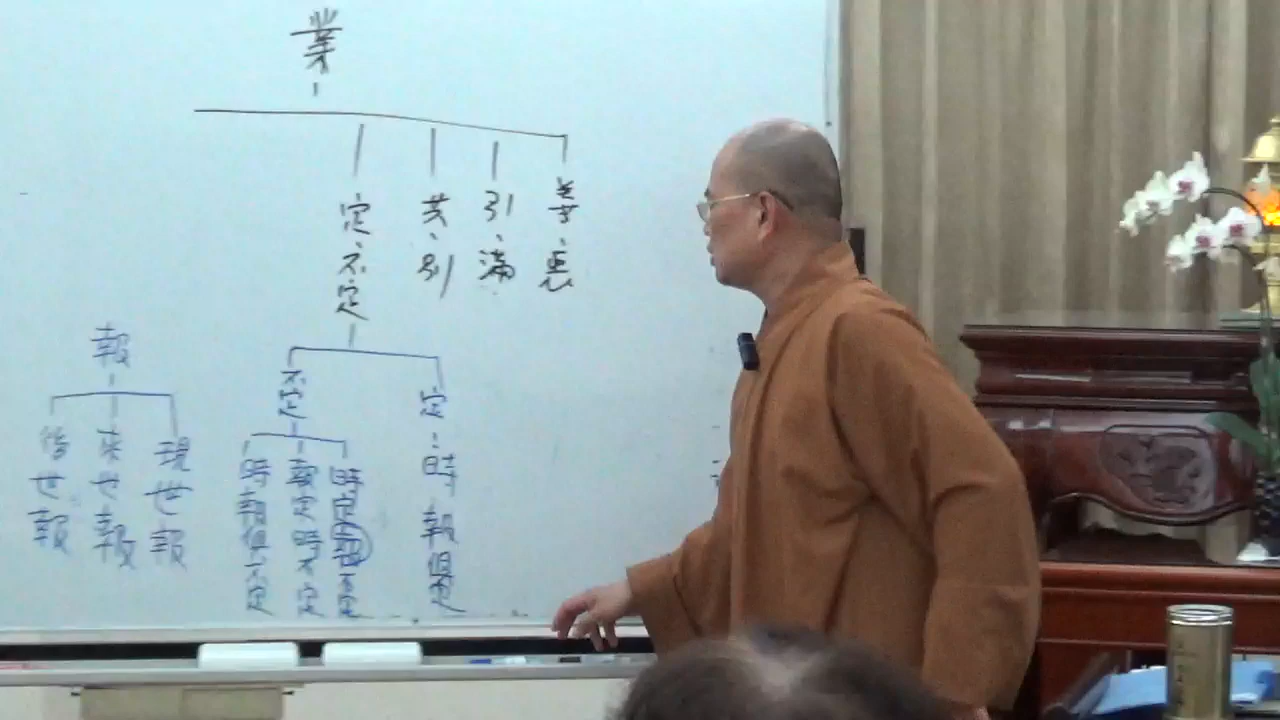 業
善、惡
引、滿
共、別
定、不定
定：時報俱定
不定
時定報不定
報定時不定
時報俱不定
報
現世報
來世報
後世報